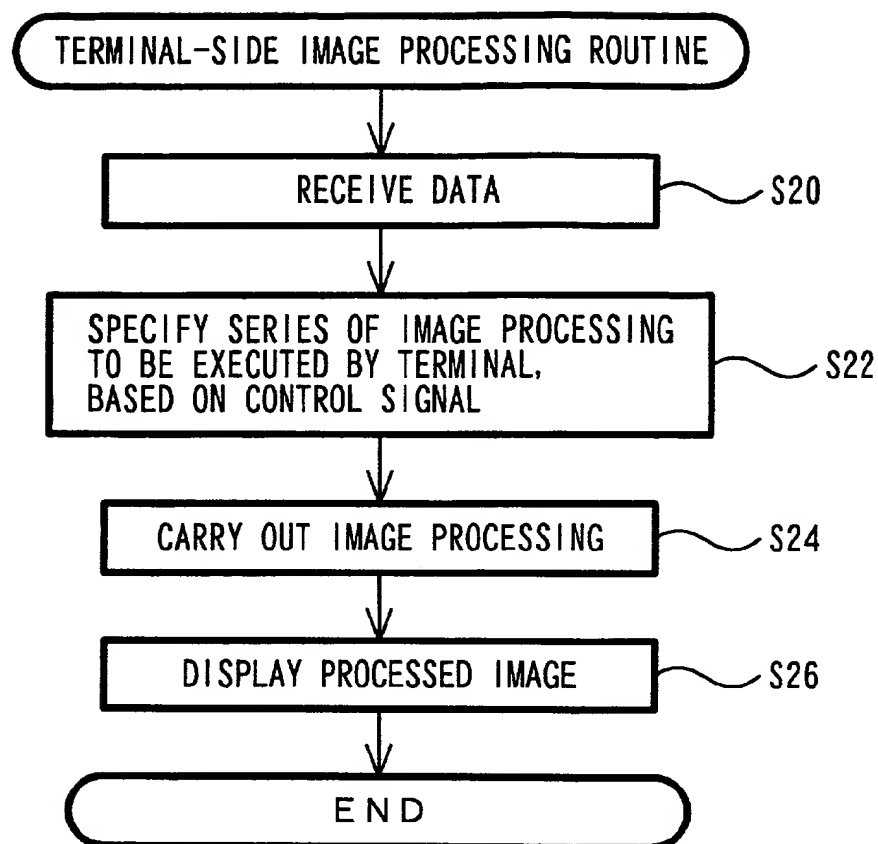 TERMINAL-SIDE IMAGE PROCESSING ROUTINE
RECEIVE DATA
S20
SPECIFY SERIES OF IMAGE PROCESSING
TO BE EXECUTED BY TERMINAL,
BASED ON CONTROL SIGNAL
S22
CARRY OUT IMAGE PROCESSING
S24
DISPLAY PROCESSED IMAGE
S26
END